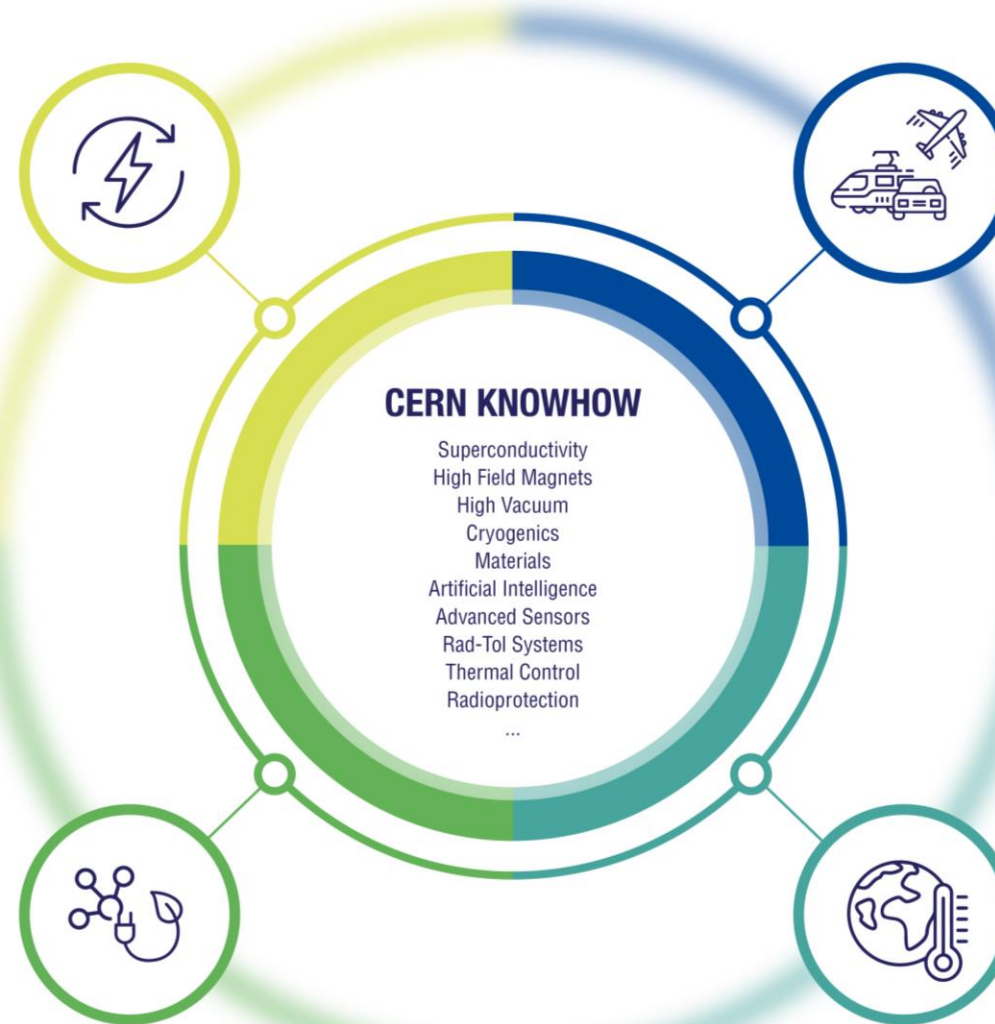 CERN KNOWHOW
Superconductivity
High Field Magnets
High Vacuum
Cryogenics
Materials
Artificial Intelligence
Advanced Sensors
Rad-Tol Systems
Thermal Control
Radioprotection
...